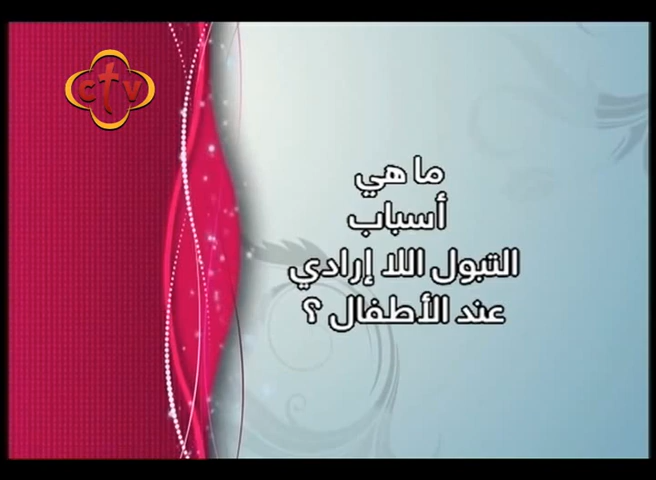 ctv
ما هي
أسباب
التبول اللا إرادي
عند الأطفال ؟